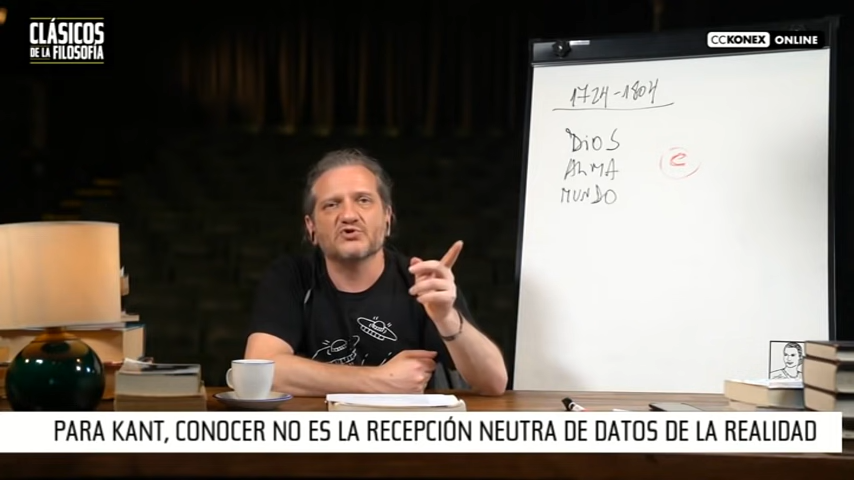 CLÁSICOS
DE LA FILOSOFÍA
CCKONEX ONLINE
1724-1804
DIOS
ALMA
MUNDO
e
PARA KANT, CONOCER NO ES LA RECEPCIÓN NEUTRA DE DATOS DE LA REALIDAD